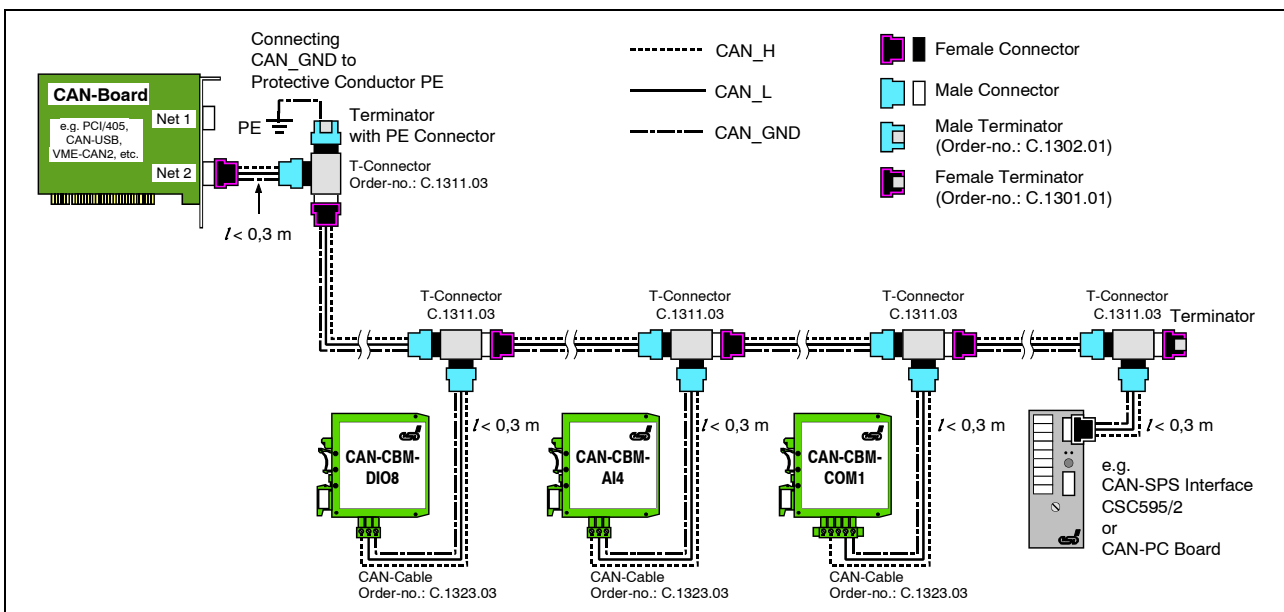 Connecting
CAN_GND to
Protective Conductor PE
CAN-Board
e.g. PCI/405,
CAN-USB,
VME-CAN2, etc.
Net 1
Net 2
PE
Terminator
with PE Connector
T-Connector
Order-no.: C.1311.03
l < 0,3 m
CAN_H
CAN_L
CAN_GND
Female Connector
Male Connector
Male Terminator
(Order-no.: C.1302.01)
Female Terminator
(Order-no.: C.1301.01)
T-Connector
C.1311.03
T-Connector
C.1311.03
T-Connector
C.1311.03
T-Connector
C.1311.03
Terminator
l < 0,3 m
l < 0,3 m
l < 0,3 m
l < 0,3 m
esd
CAN-CBM-
DIO8
esd
CAN-CBM-
AI4
esd
CAN-CBM-
COM1
e.g.
CAN-SPS Interface
CSC595/2
or
CAN-PC Board
esd
CAN-Cable
Order-no.: C.1323.03
CAN-Cable
Order-no.: C.1323.03
CAN-Cable
Order-no.: C.1323.03